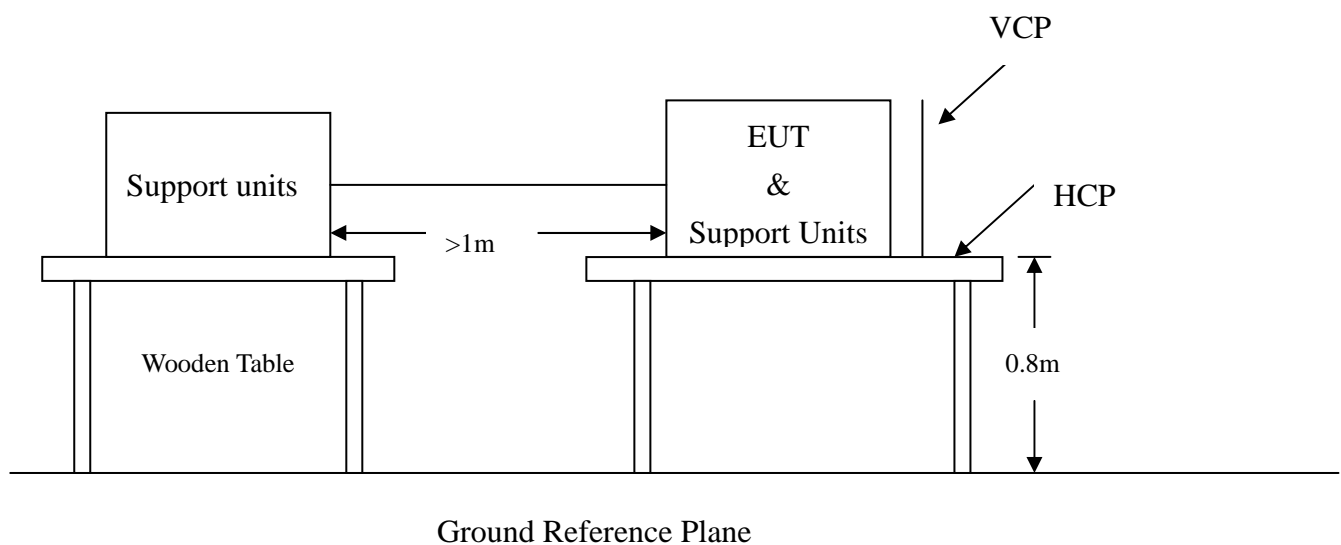 VCP
EUT
&
Support units
Support Units
HCP
>1m
Wooden Table
0.8m
Ground Reference Plane